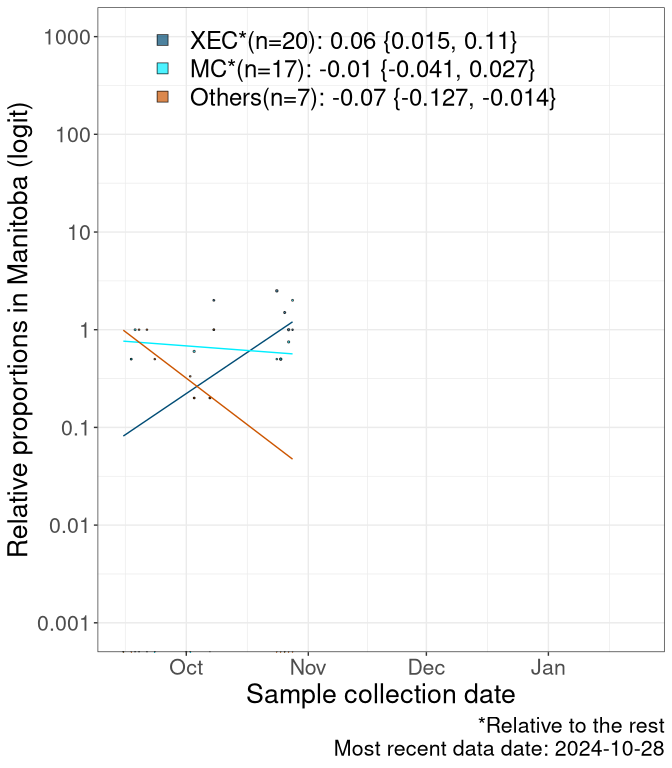 XEC*(n=20): 0.06 {0.015, 0.11}
MC*(n=17): -0.01 {-0.041, 0.027}
Others(n=7): -0.07 {-0.127, -0.014}
Relative proportions in Manitoba (logit)
1000
100
10
1
0.1
0.01
0.001
Oct Nov Dec Jan
Sample collection date
*Relative to the rest
Most recent data date: 2024-10-28